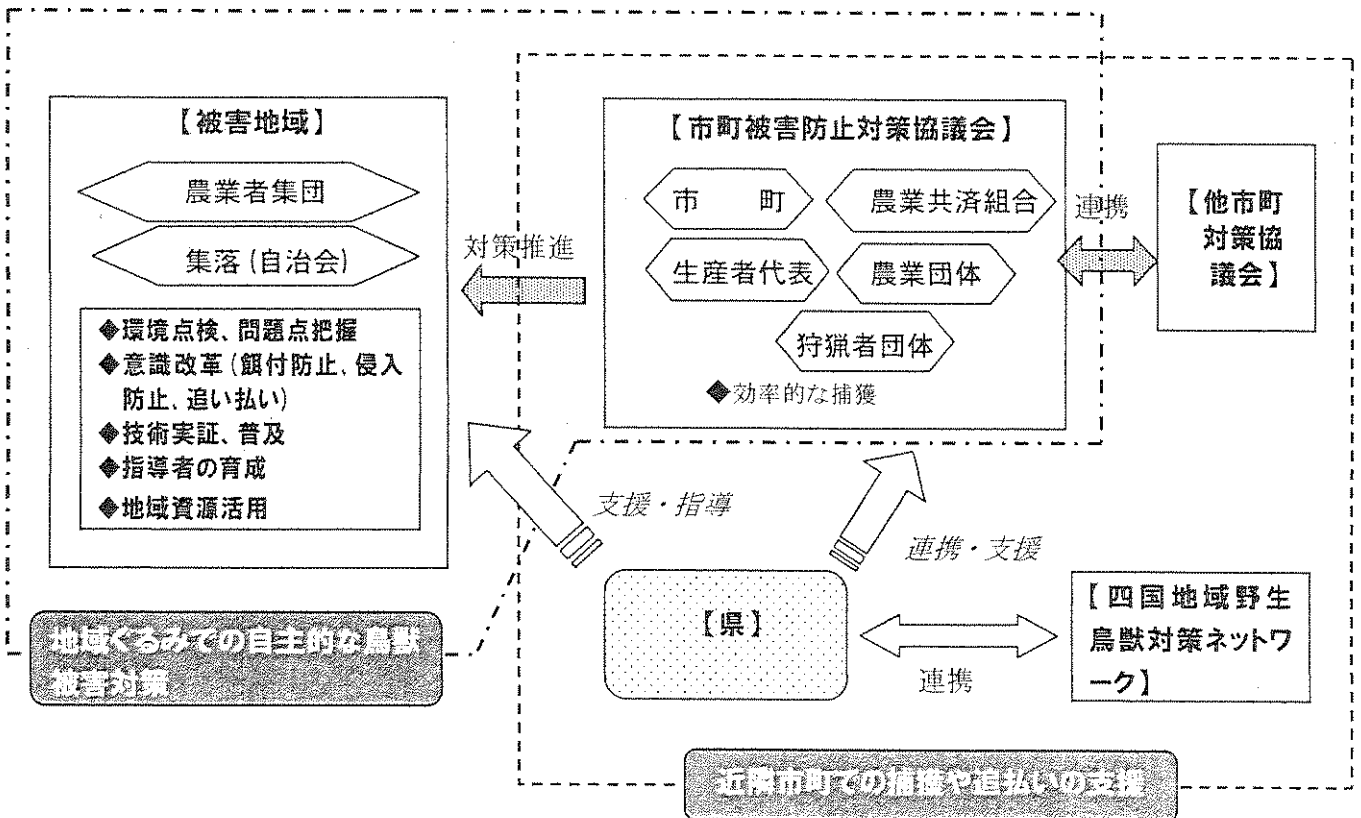 【被害地域】
農業者集団
集落(自治会)
◆環境点検、問題点把握
◆意識改革(餌付防止、侵入
防止、追い払い)
◆技術実証、普及
◆指導者の育成
◆地域資源活用
対策推進
【市町被害防止対策協議会】
市　町
農業共済組合
生産者代表
農業団体
狩猟者団体
◆効率的な捕獲
連携
【他市町
対策協
議会】
支援・指導
連携・支援
【県】
連携
【四国地域野生
鳥獣対策ネットワ
ーク】
地域ぐるみでの自主的な鳥獣
被害対策
近隣市町での捕獲や追払いの支援